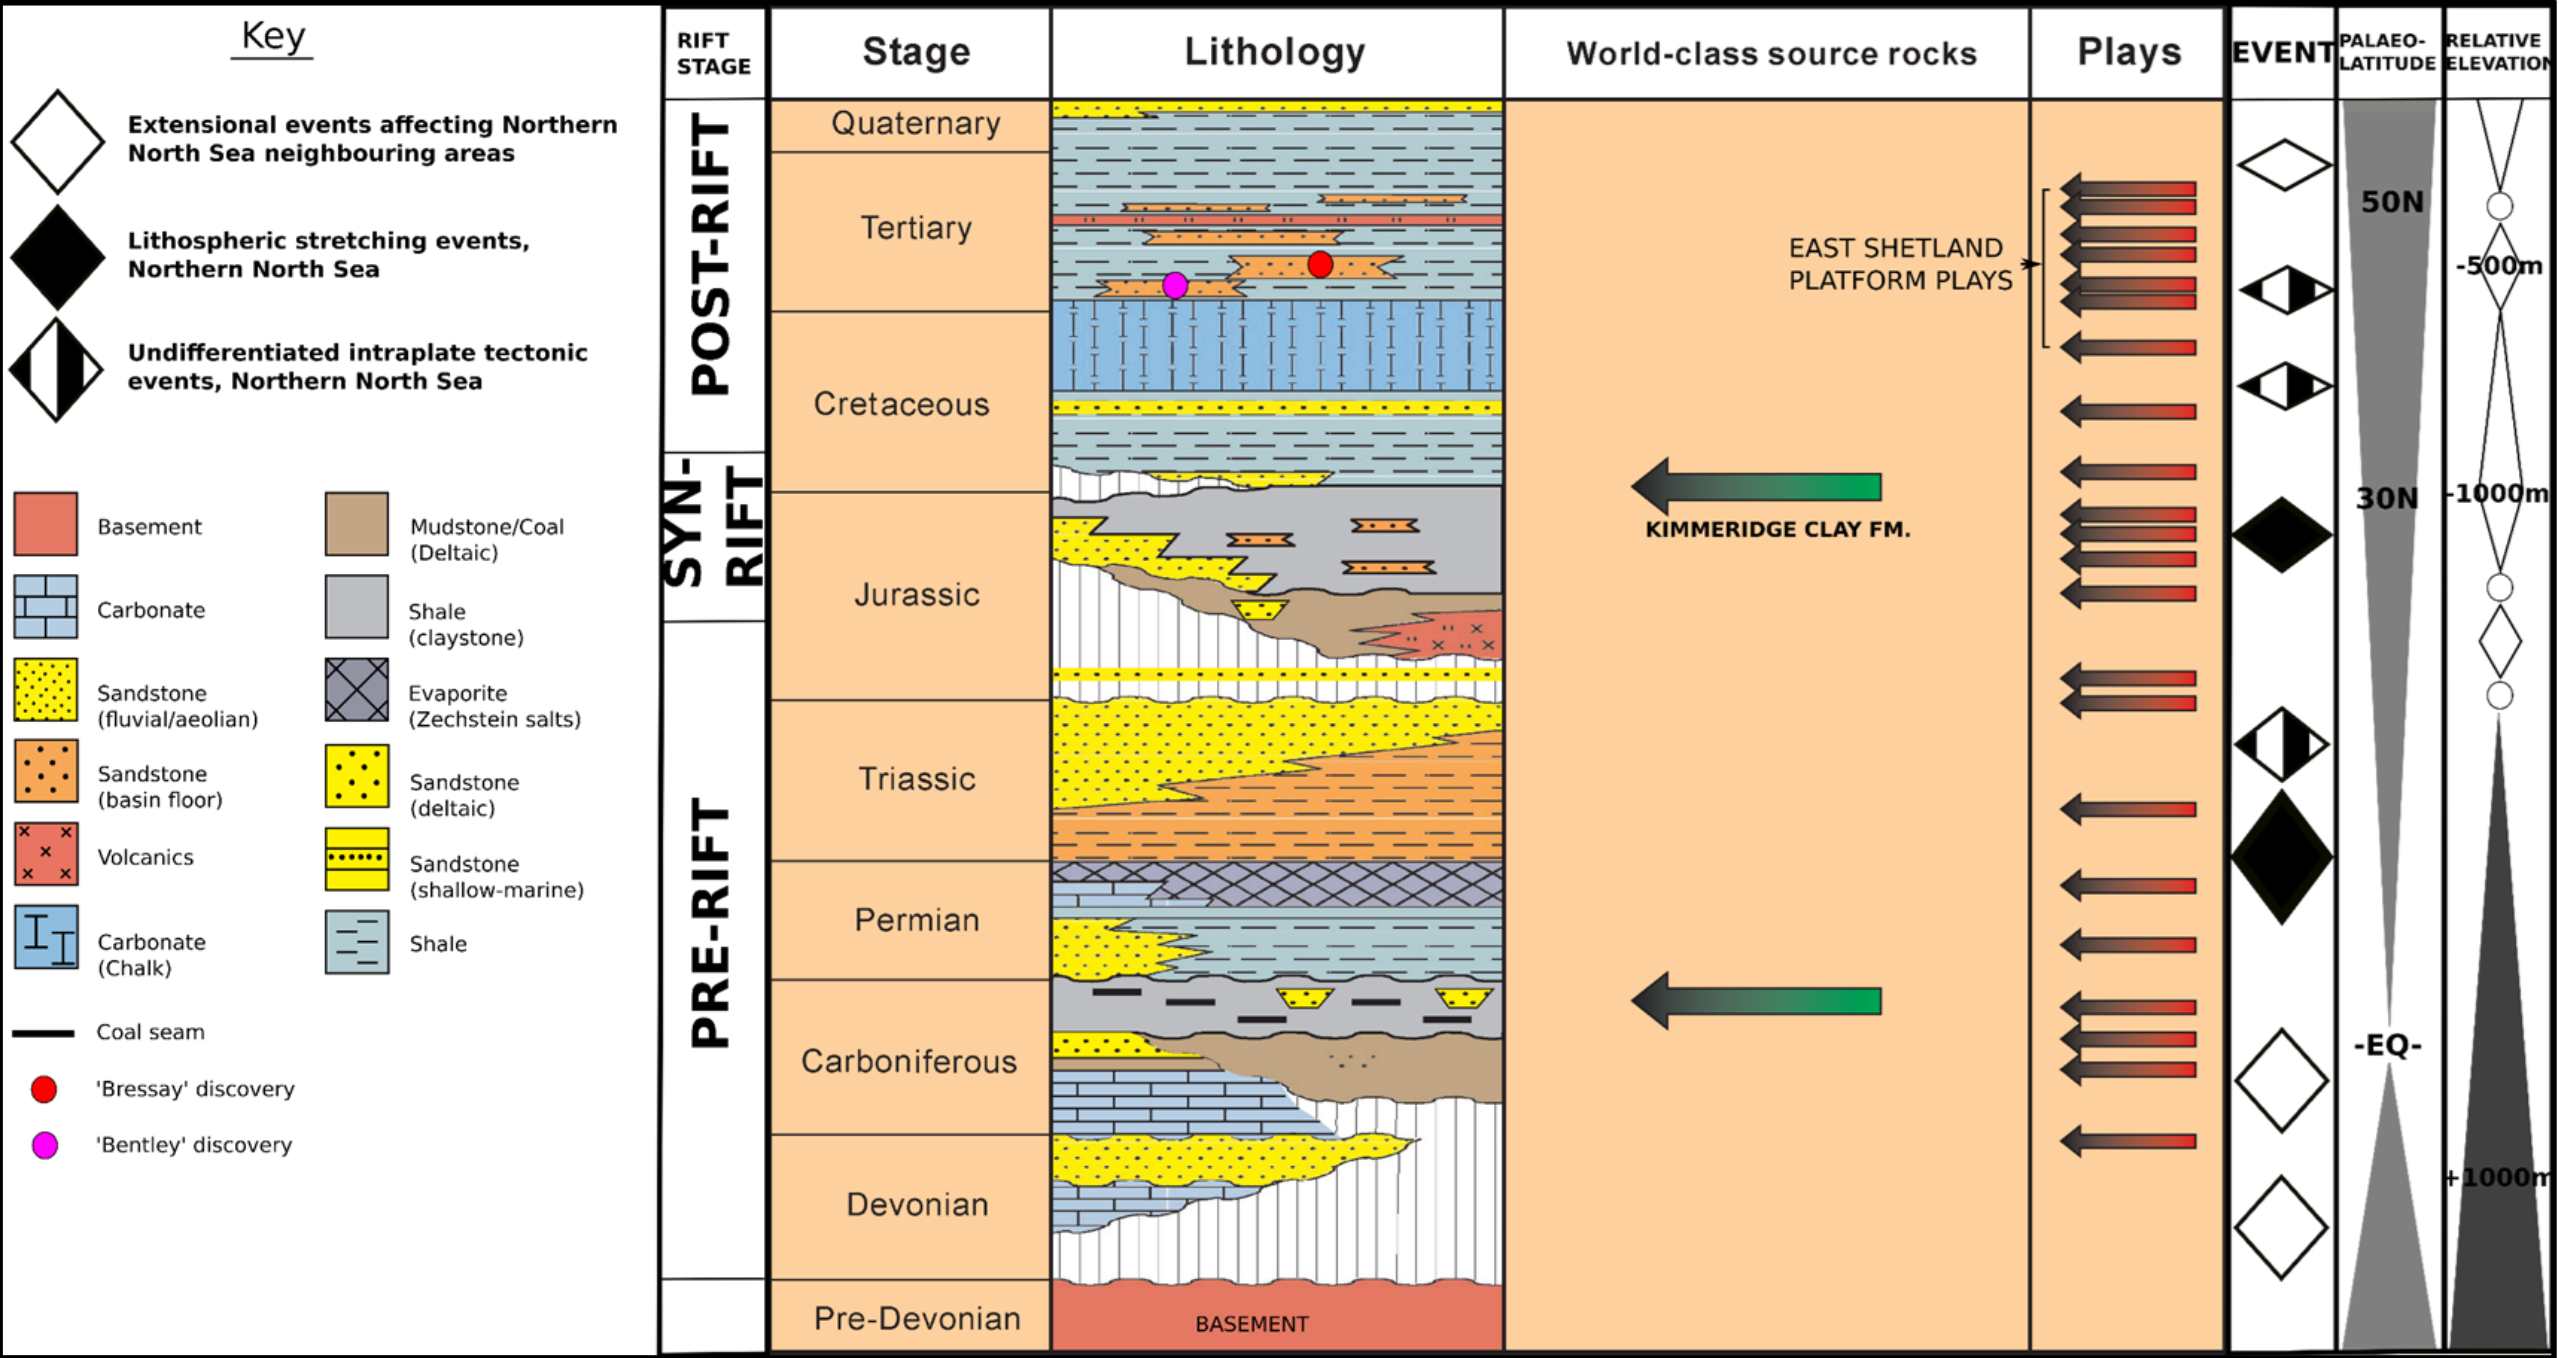 Key
Extensional events affecting Northern
North Sea neighbouring areas
Lithospheric stretching events,
Northern North Sea
Undifferentiated intraplate tectonic
events, Northern North Sea
Basement
Carbonate
Sandstone
(fluvial/aeolian)
Sandstone
(basin floor)
Volcanics
Carbonate
(Chalk)
Mudstone/Coal
(Deltaic)
Shale
(claystone)
Evaporite
(Zechstein salts)
Sandstone
(deltaic)
Sandstone
(shallow-marine)
Shale
Coal seam
'Bressay' discovery
'Bentley' discovery
RIFT
STAGE
POST-RIFT
SYN-
RIFT
PRE-RIFT
Stage
Quaternary
Tertiary
Cretaceous
Jurassic
Triassic
Permian
Carboniferous
Devonian
Pre-Devonian
Lithology
BASEMENT
World-class source rocks
EAST SHETLAND
PLATFORM PLAYS
KIMMERIDGE CLAY FM.
Plays
EVENT
PALAEO-
LATITUDE
50N
30N
-EQ-
RELATIVE
ELEVATION
-500m
-1000m
+1000m